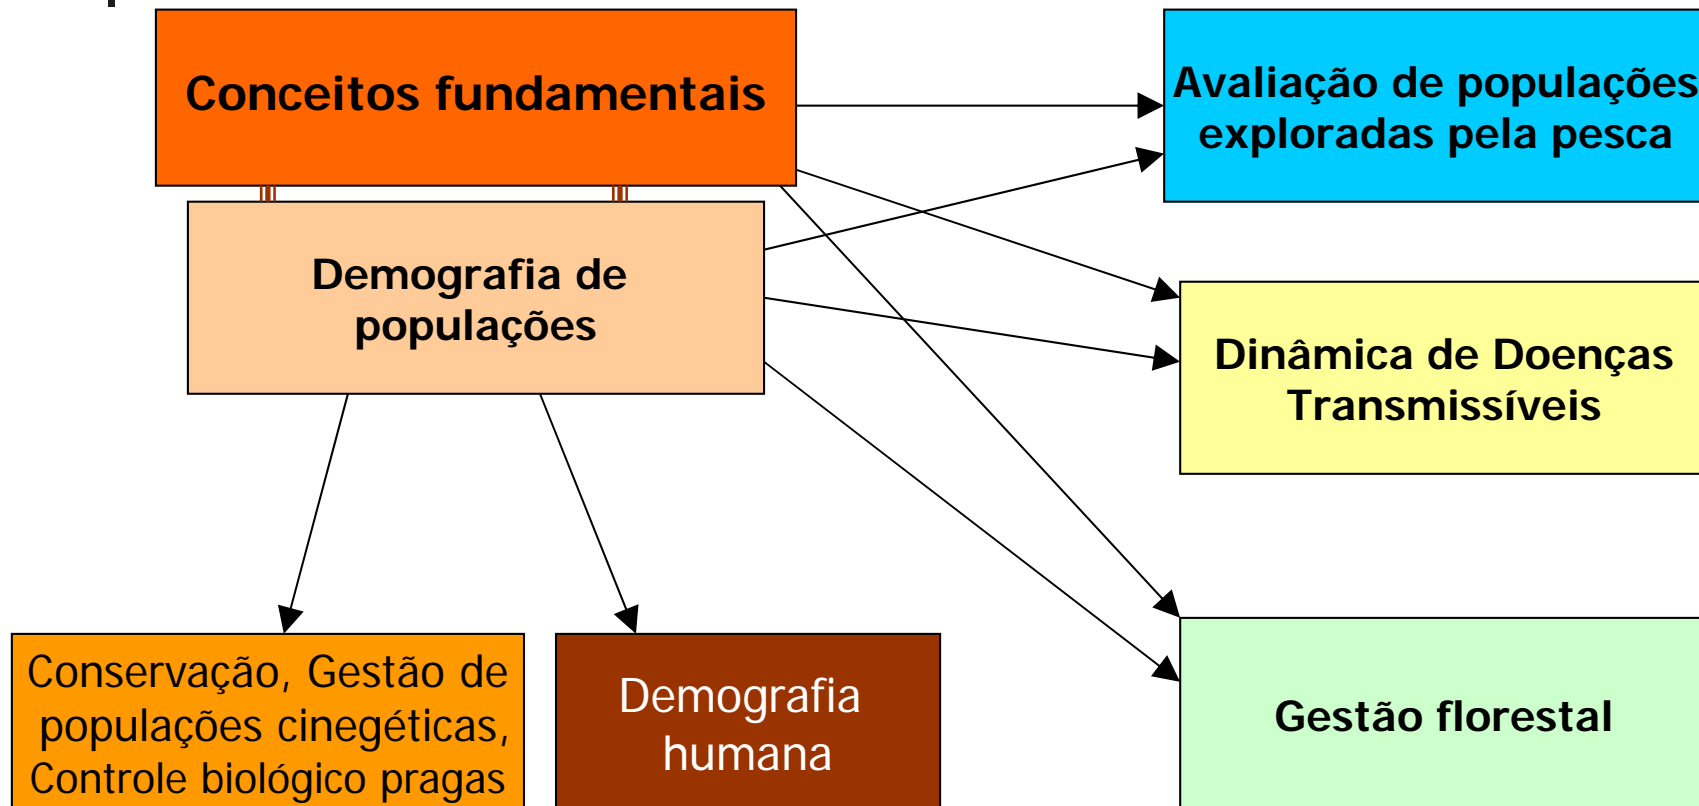 Conceitos fundamentais
Avaliação de populações
exploradas pela pesca
Demografia de
populações
Dinâmica de Doenças
Transmissíveis
Conservação, Gestão de
populações cinegéticas,
Controle biológico pragas
Demografia
humana
Gestão florestal